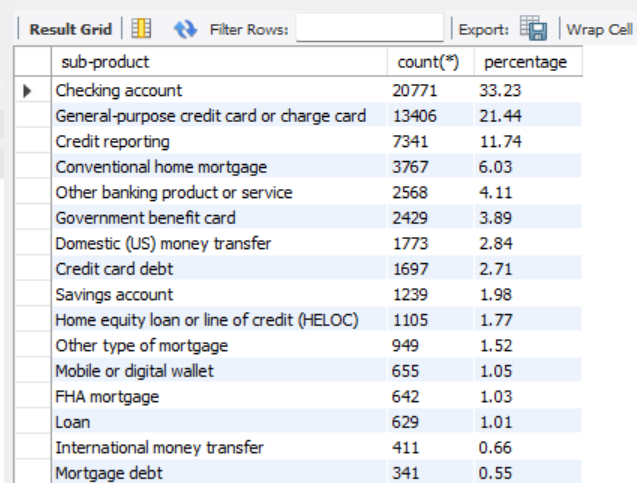 Result Grid Filter Rows: Export: Wrap Cell
sub-product count(*) percentage
Checking account 20771 33.23
General-purpose credit card or charge card 13406 21.44
Credit reporting 7341 11.74
Conventional home mortgage 3767 6.03
Other banking product or service 2568 4.11
Government benefit card 2429 3.89
Domestic (US) money transfer 1773 2.84
Credit card debt 1697 2.71
Savings account 1239 1.98
Home equity loan or line of credit (HELOC) 1105 1.77
Other type of mortgage 949 1.52
Mobile or digital wallet 655 1.05
FHA mortgage 642 1.03
Loan 629 1.01
International money transfer 411 0.66
Mortgage debt 341 0.55